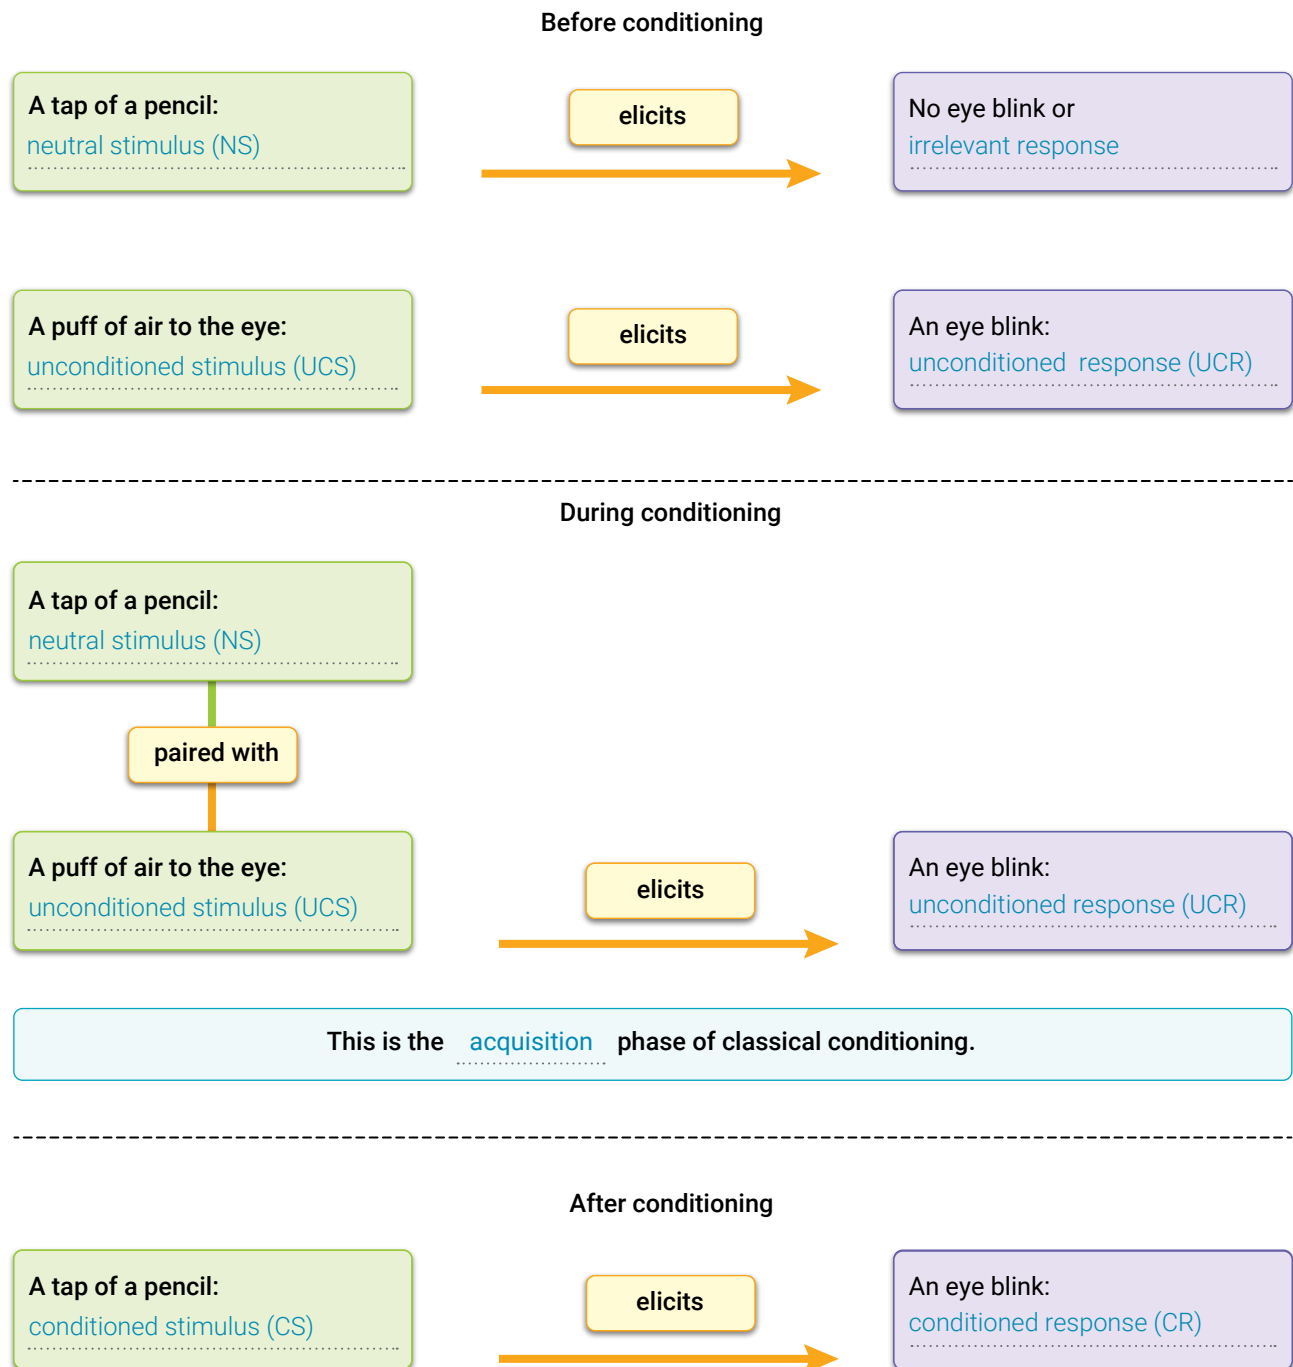 Before conditioning
A tap of a pencil:
neutral stimulus (NS)
elicits
No eye blink or
irrelevant response
A puff of air to the eye:
unconditioned stimulus (UCS)
elicits
An eye blink:
unconditioned response (UCR)
During conditioning
A tap of a pencil:
neutral stimulus (NS)
paired with
A puff of air to the eye:
unconditioned stimulus (UCS)
elicits
An eye blink:
unconditioned response (UCR)
This is the acquisition phase of classical conditioning.
After conditioning
A tap of a pencil:
conditioned stimulus (CS)
elicits
An eye blink:
conditioned response (CR)